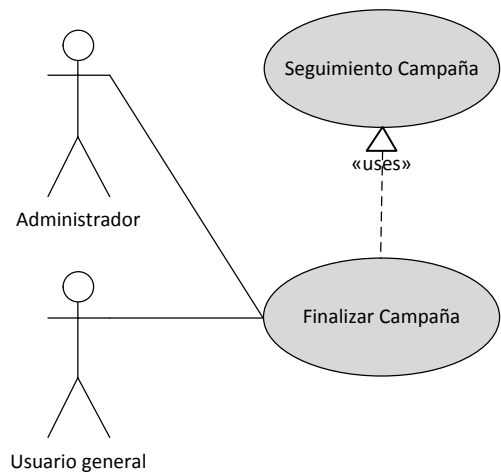 Seguimiento Campaña
«uses»
Administrador
Finalizar Campaña
Usuario general